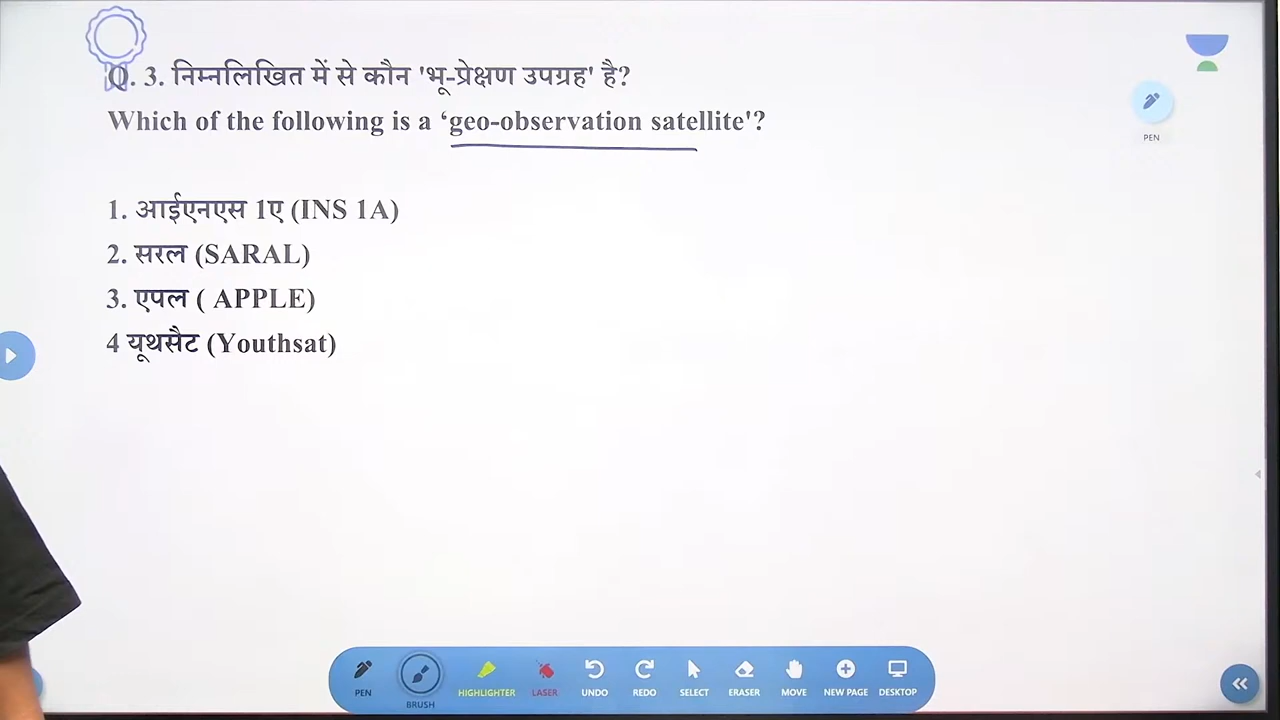 Q. 3. निम्नलिखित में से कौन 'भू-प्रेक्षण उपग्रह' है?
Which of the following is a ‘geo-observation satellite'?
PEN
1. आईएनएस 1ए (INS 1A)
2. सरल (SARAL)
3. एपल ( APPLE)
4 यूथसैट (Youthsat)
PEN BRUSH HIGHLIGHTER LASER UNDO REDO SELECT ERASER MOVE NEW PAGE DESKTOP